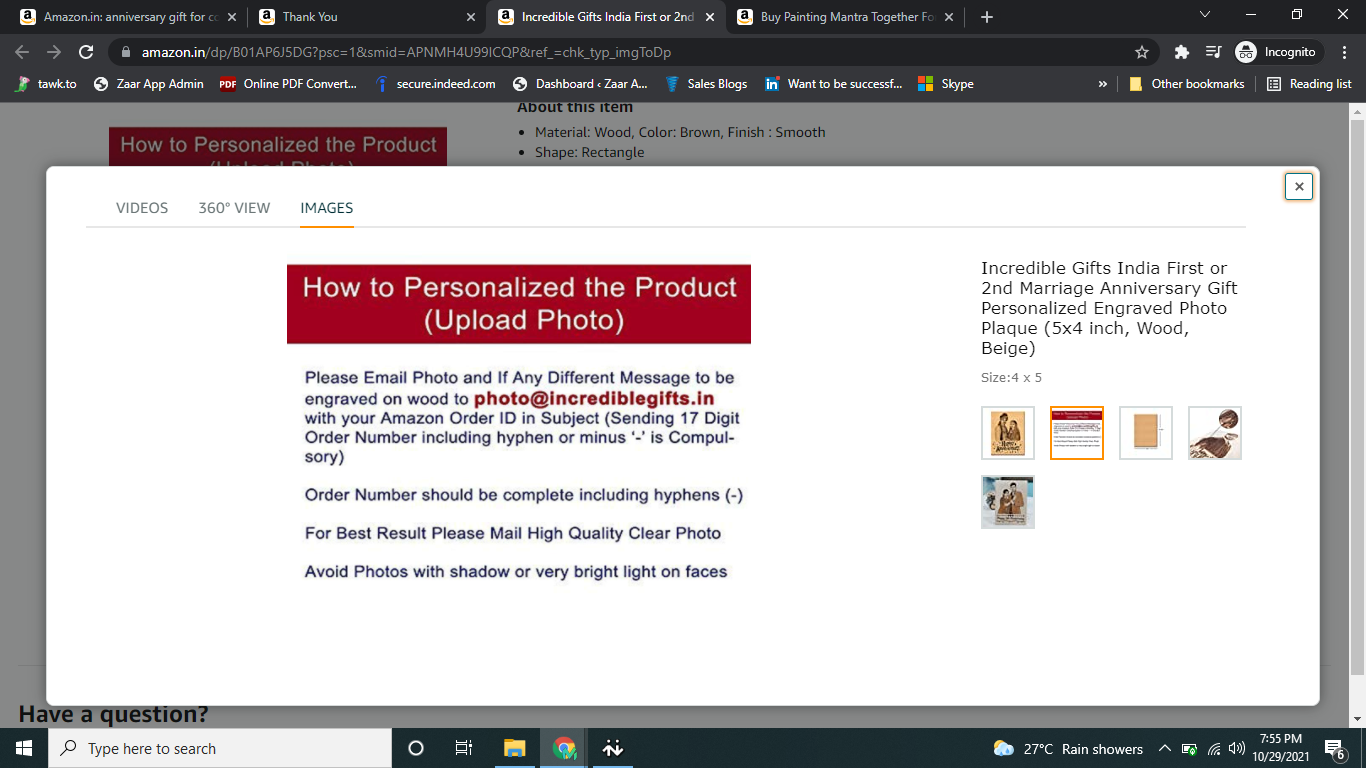 Amazon.in: anniversary gift for co
Thank You
Incredible Gifts India First or 2nd
Buy Painting Mantra Together Fo
amazon.in/dp/B01AP6J5DG?psc=1&smid=APNMH4U99ICQP&ref_=chk_typ_imgToDp
Incognito
tawk.to
Zaar App Admin
PDF Online PDF Convert...
secure.indeed.com
Dashboard ‹ Zaar A...
Sales Blogs
Want to be successf...
Skype
»
Other bookmarks
Reading list
About this item
How to Personalized the Product
(Upload Photo)
• Material: Wood, Color: Brown, Finish : Smooth
• Shape: Rectangle
VIDEOS
360° VIEW
IMAGES
How to Personalized the Product
(Upload Photo)
Please Email Photo and If Any Different Message to be
engraved on wood to photo@incrediblegifts.in
with your Amazon Order ID in Subject (Sending 17 Digit
Order Number including hyphen or minus ‘-’ is Compul-
sory)
Order Number should be complete including hyphens (-)
For Best Result Please Mail High Quality Clear Photo
Avoid Photos with shadow or very bright light on faces
Incredible Gifts India First or
2nd Marriage Anniversary Gift
Personalized Engraved Photo
Plaque (5x4 inch, Wood,
Beige)
Size:4 x 5
Have a question?
Type here to search
27°C Rain showers
7:55 PM
10/29/2021
6